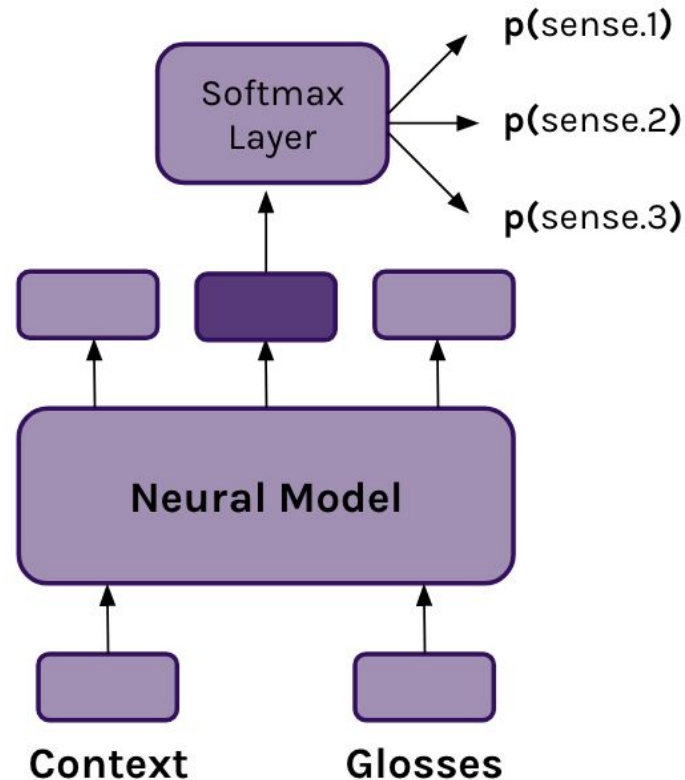 p(sense.1)
Softmax
Layer
p(sense.2)
p(sense.3)
Neural Model
Context
Glosses